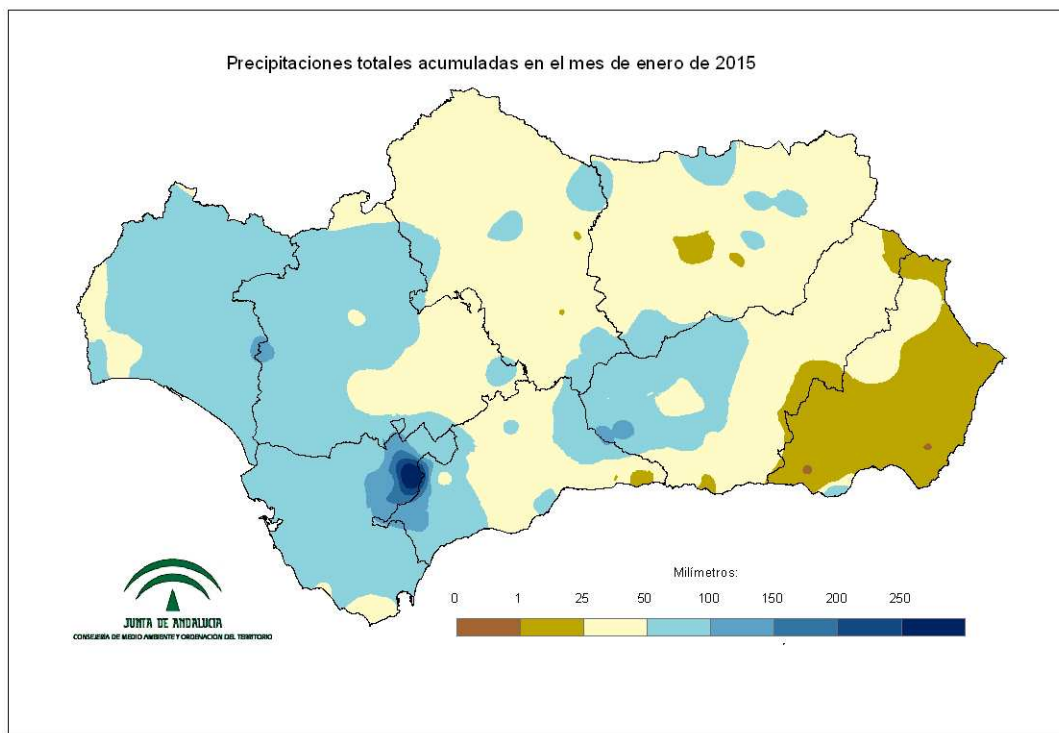 Precipitaciones totales acumuladas en el mes de enero de 2015
Milímetros:
0 1 25 50 100 150 200 250
JUNTA DE ANDALUCIA
CONSEJERÍA DE MEDIO AMBIENTE Y ORDENACIÓN DEL TERRITORIO